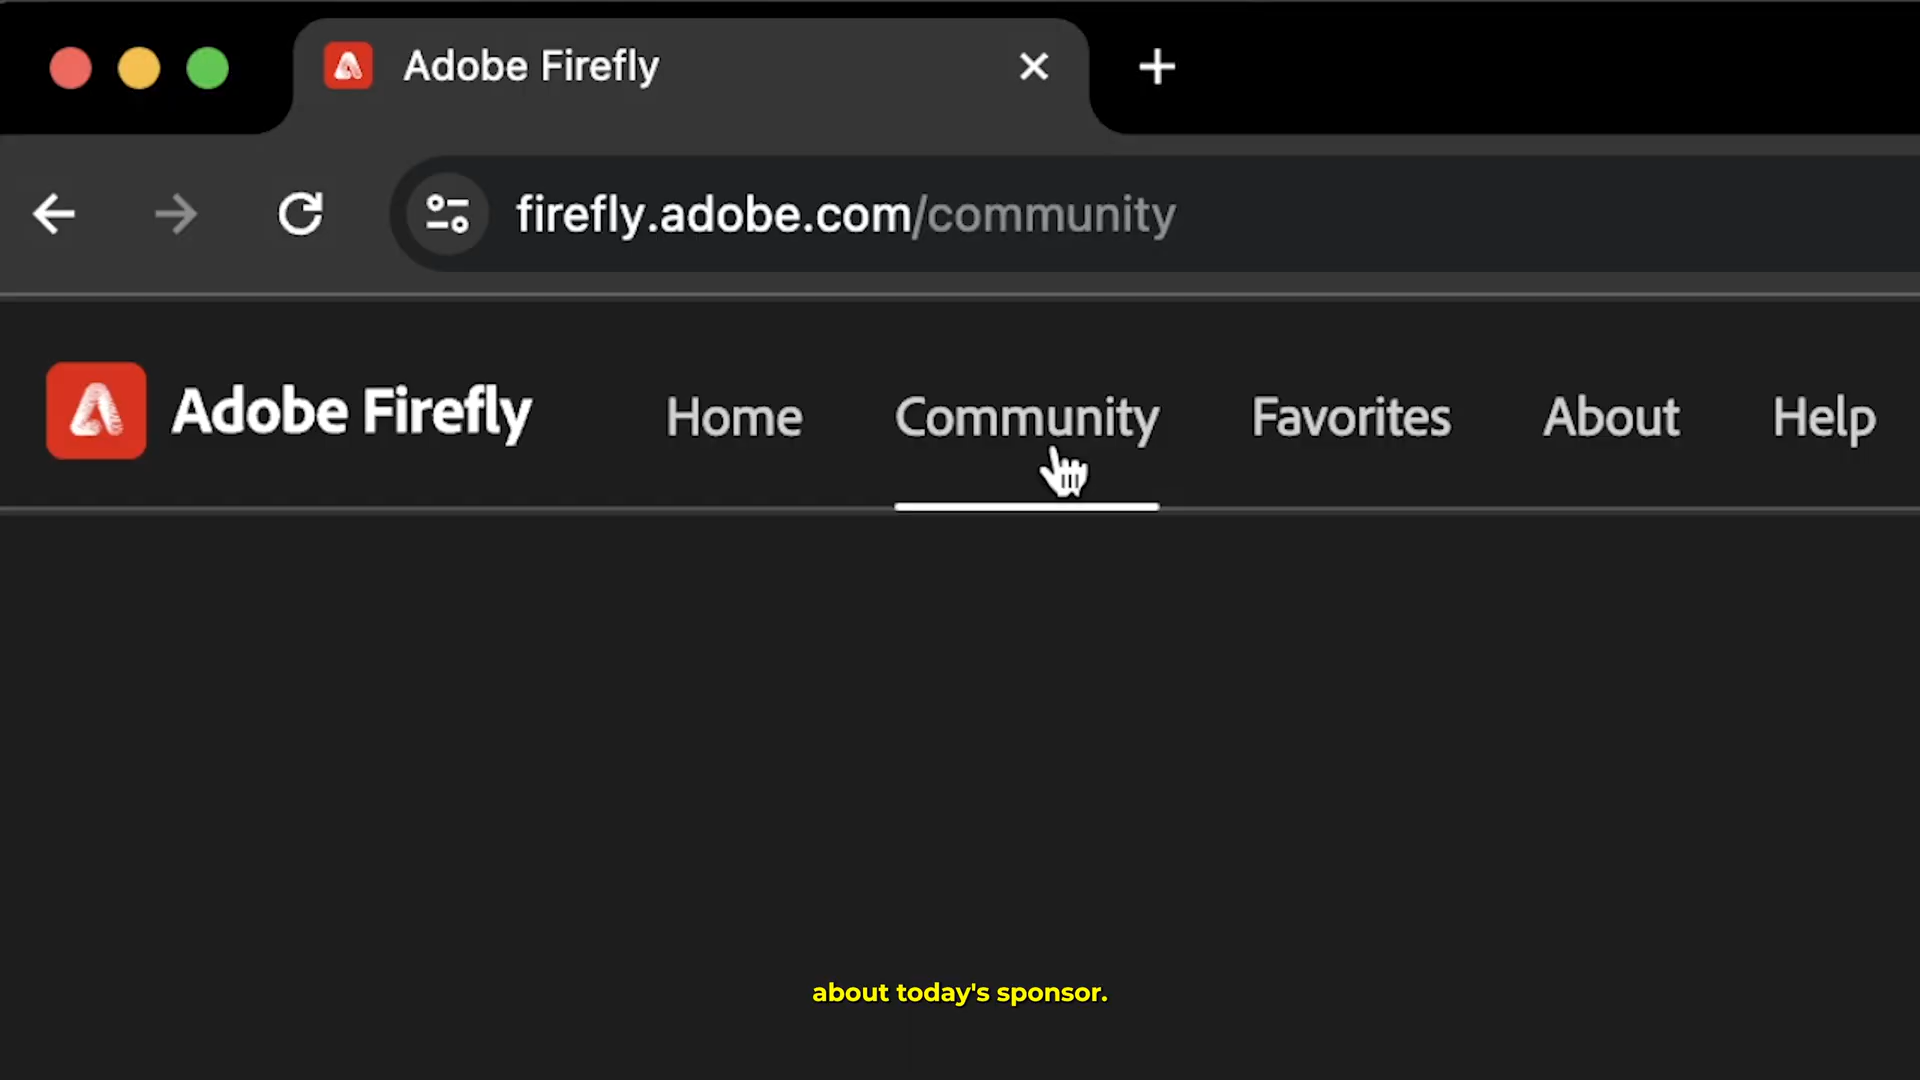 Adobe Firefly
firefly.adobe.com/community
Adobe Firefly Home Community Favorites About Help
about today's sponsor.